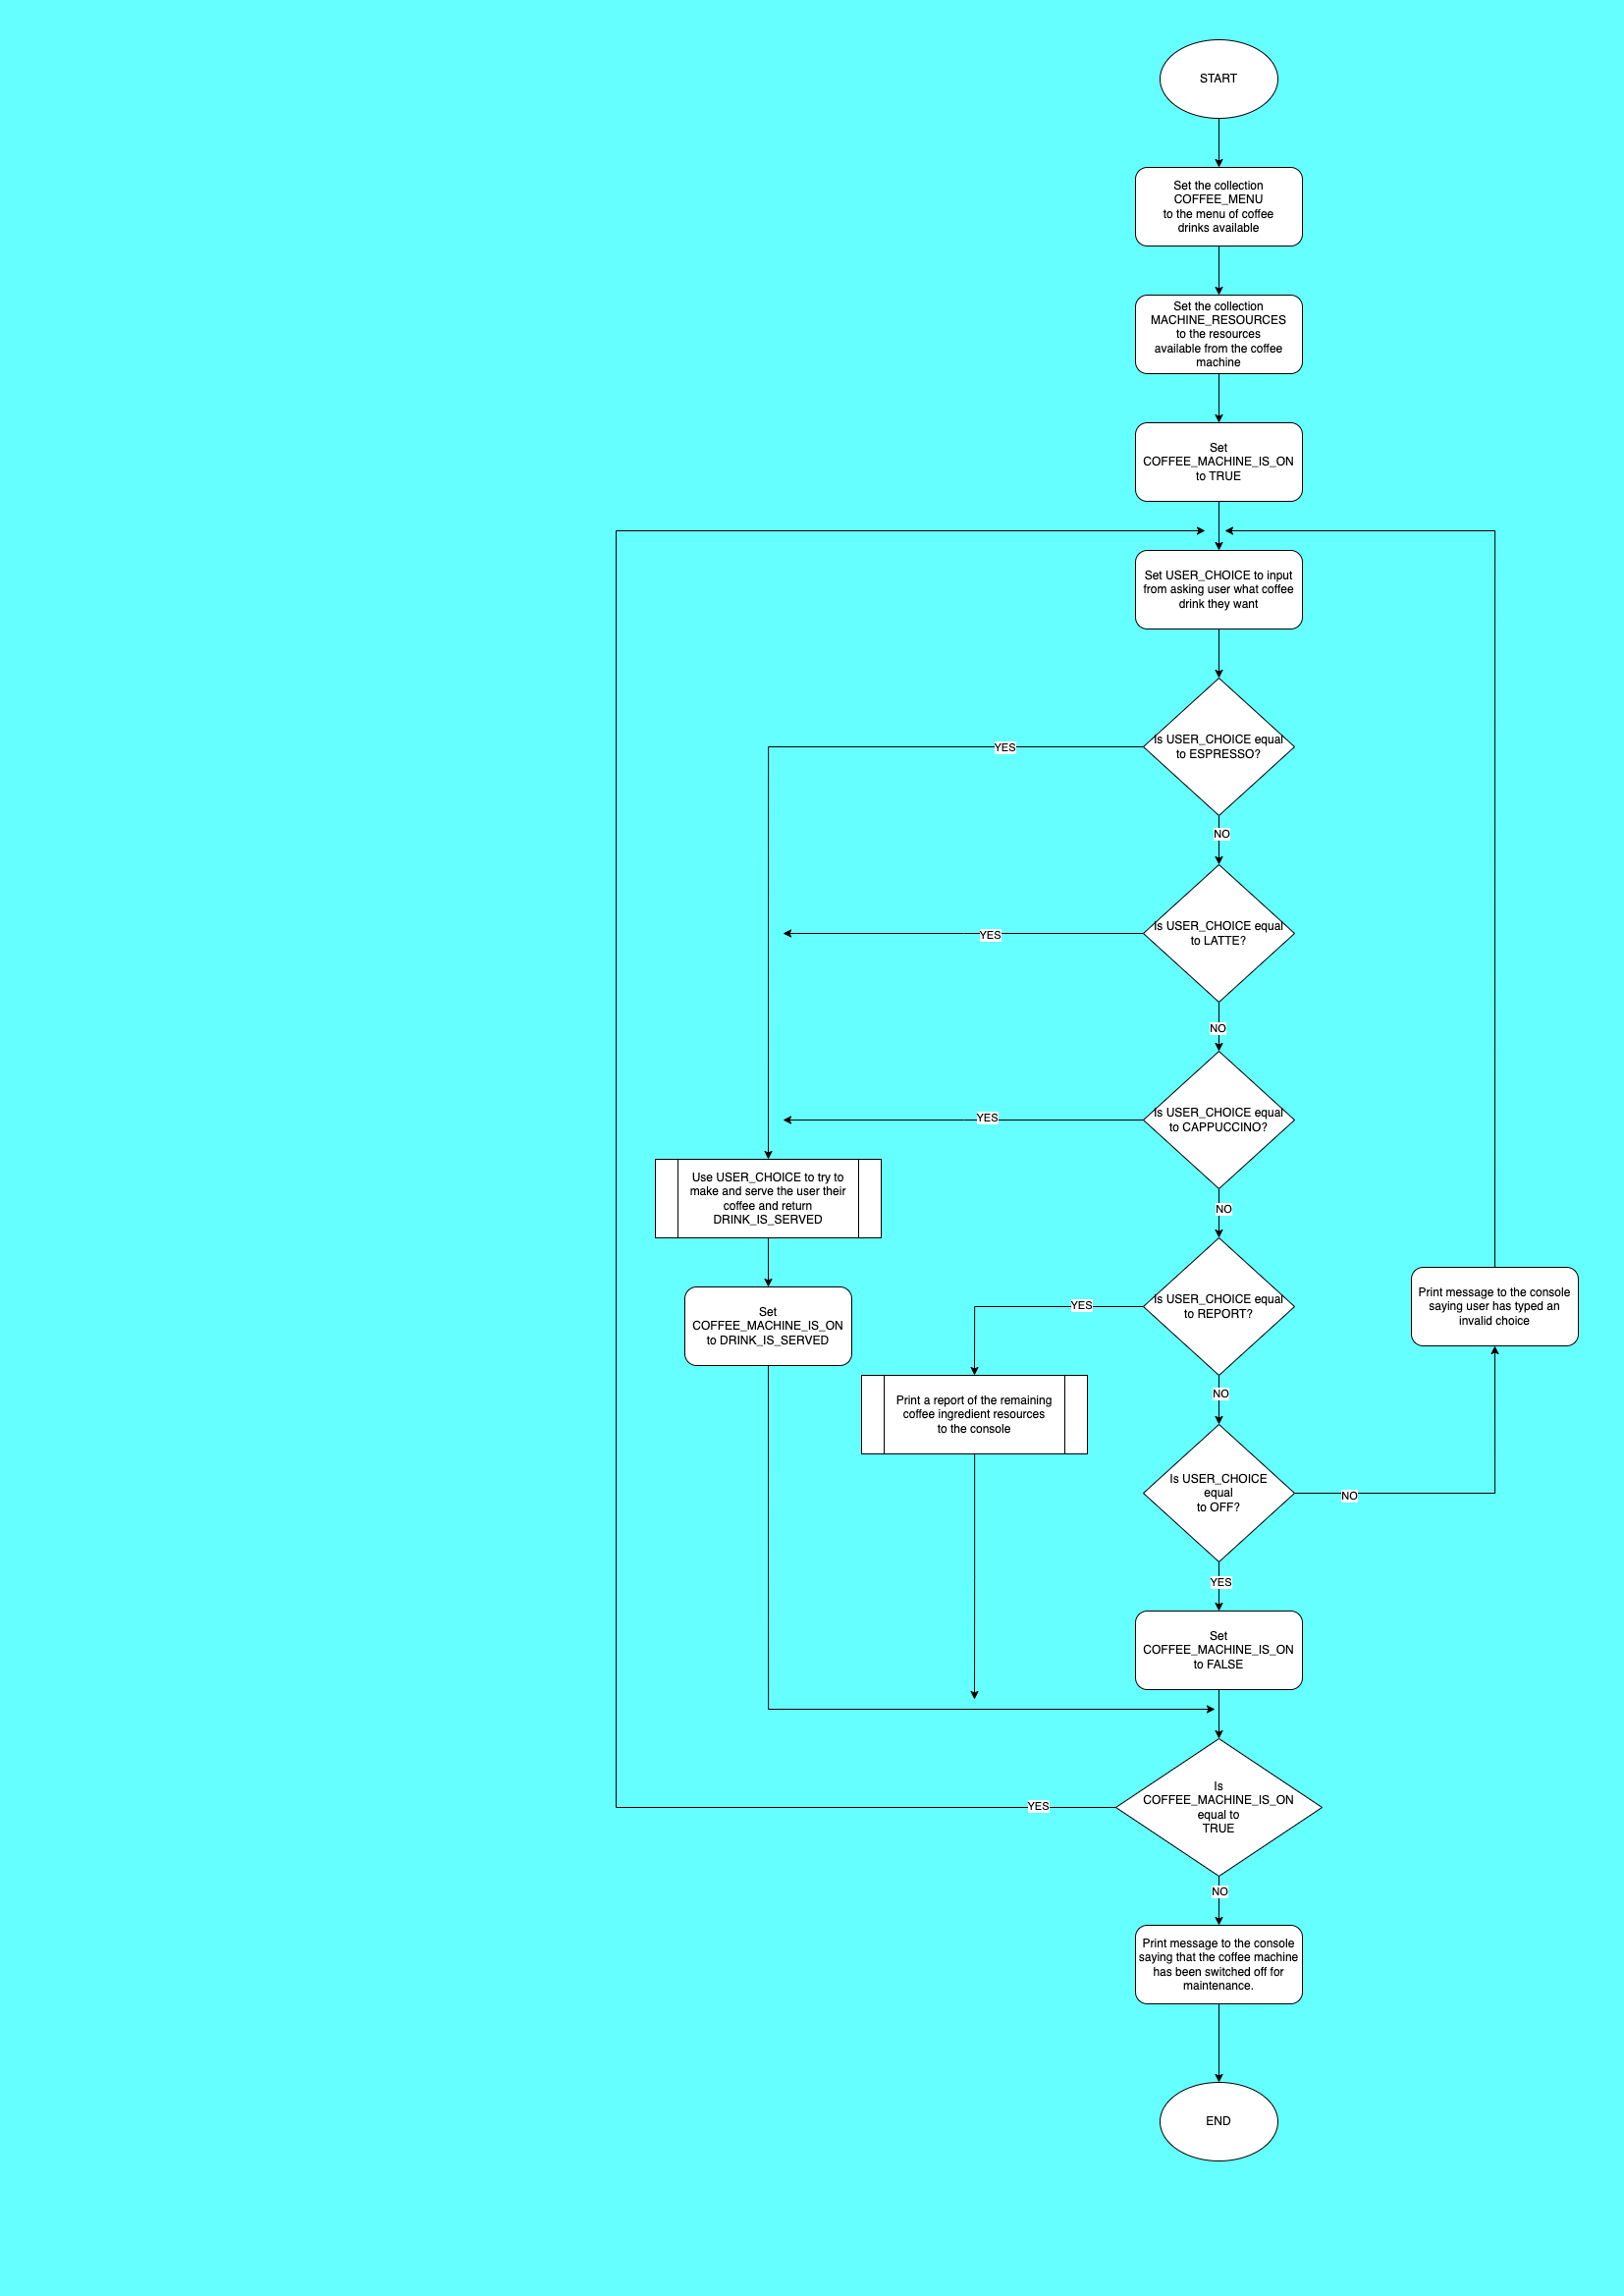 START
Set the collection
COFFEE_MENU
to the menu of coffee
drinks available
Set the collection
MACHINE_RESOURCES
to the resources
available from the coffee
machine
Set
COFFEE_MACHINE_IS_ON
to TRUE
Set USER_CHOICE to input
from asking user what coffee
drink they want
Is USER_CHOICE equal
to ESPRESSO?
YES
NO
Is USER_CHOICE equal
to LATTE?
YES
NO
Is USER_CHOICE equal
to CAPPUCCINO?
YES
NO
Use USER_CHOICE to try to
make and serve the user their
coffee and return
DRINK_IS_SERVED
Set
COFFEE_MACHINE_IS_ON
to DRINK_IS_SERVED
Is USER_CHOICE equal
to REPORT?
YES
NO
Print a report of the remaining
coffee ingredient resources
to the console
Print message to the console
saying user has typed an
invalid choice
Is USER_CHOICE
equal
to OFF?
NO
YES
Set
COFFEE_MACHINE_IS_ON
to FALSE
Is
COFFEE_MACHINE_IS_ON
equal to
TRUE
YES
NO
Print message to the console
saying that the coffee machine
has been switched off for
maintenance.
END